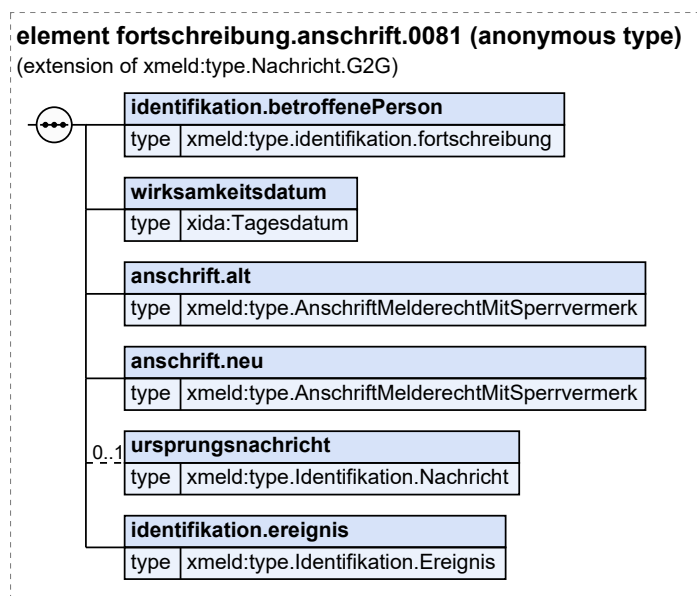 element fortschreibung.anschrift.0081 (anonymous type)
(extension of xmeld:type.Nachricht.G2G)
identifikation.betroffenePerson
type xmeld:type.identifikation.fortschreibung
wirksamkeitsdatum
type xida:Tagesdatum
anschrift.alt
type xmeld:type.AnschriftMelderechtMitSperrvermerk
anschrift.neu
type xmeld:type.AnschriftMelderechtMitSperrvermerk
0..1 ursprungsnachricht
type xmeld:type.Identifikation.Nachricht
identifikation.ereignis
type xmeld:type.Identifikation.Ereignis